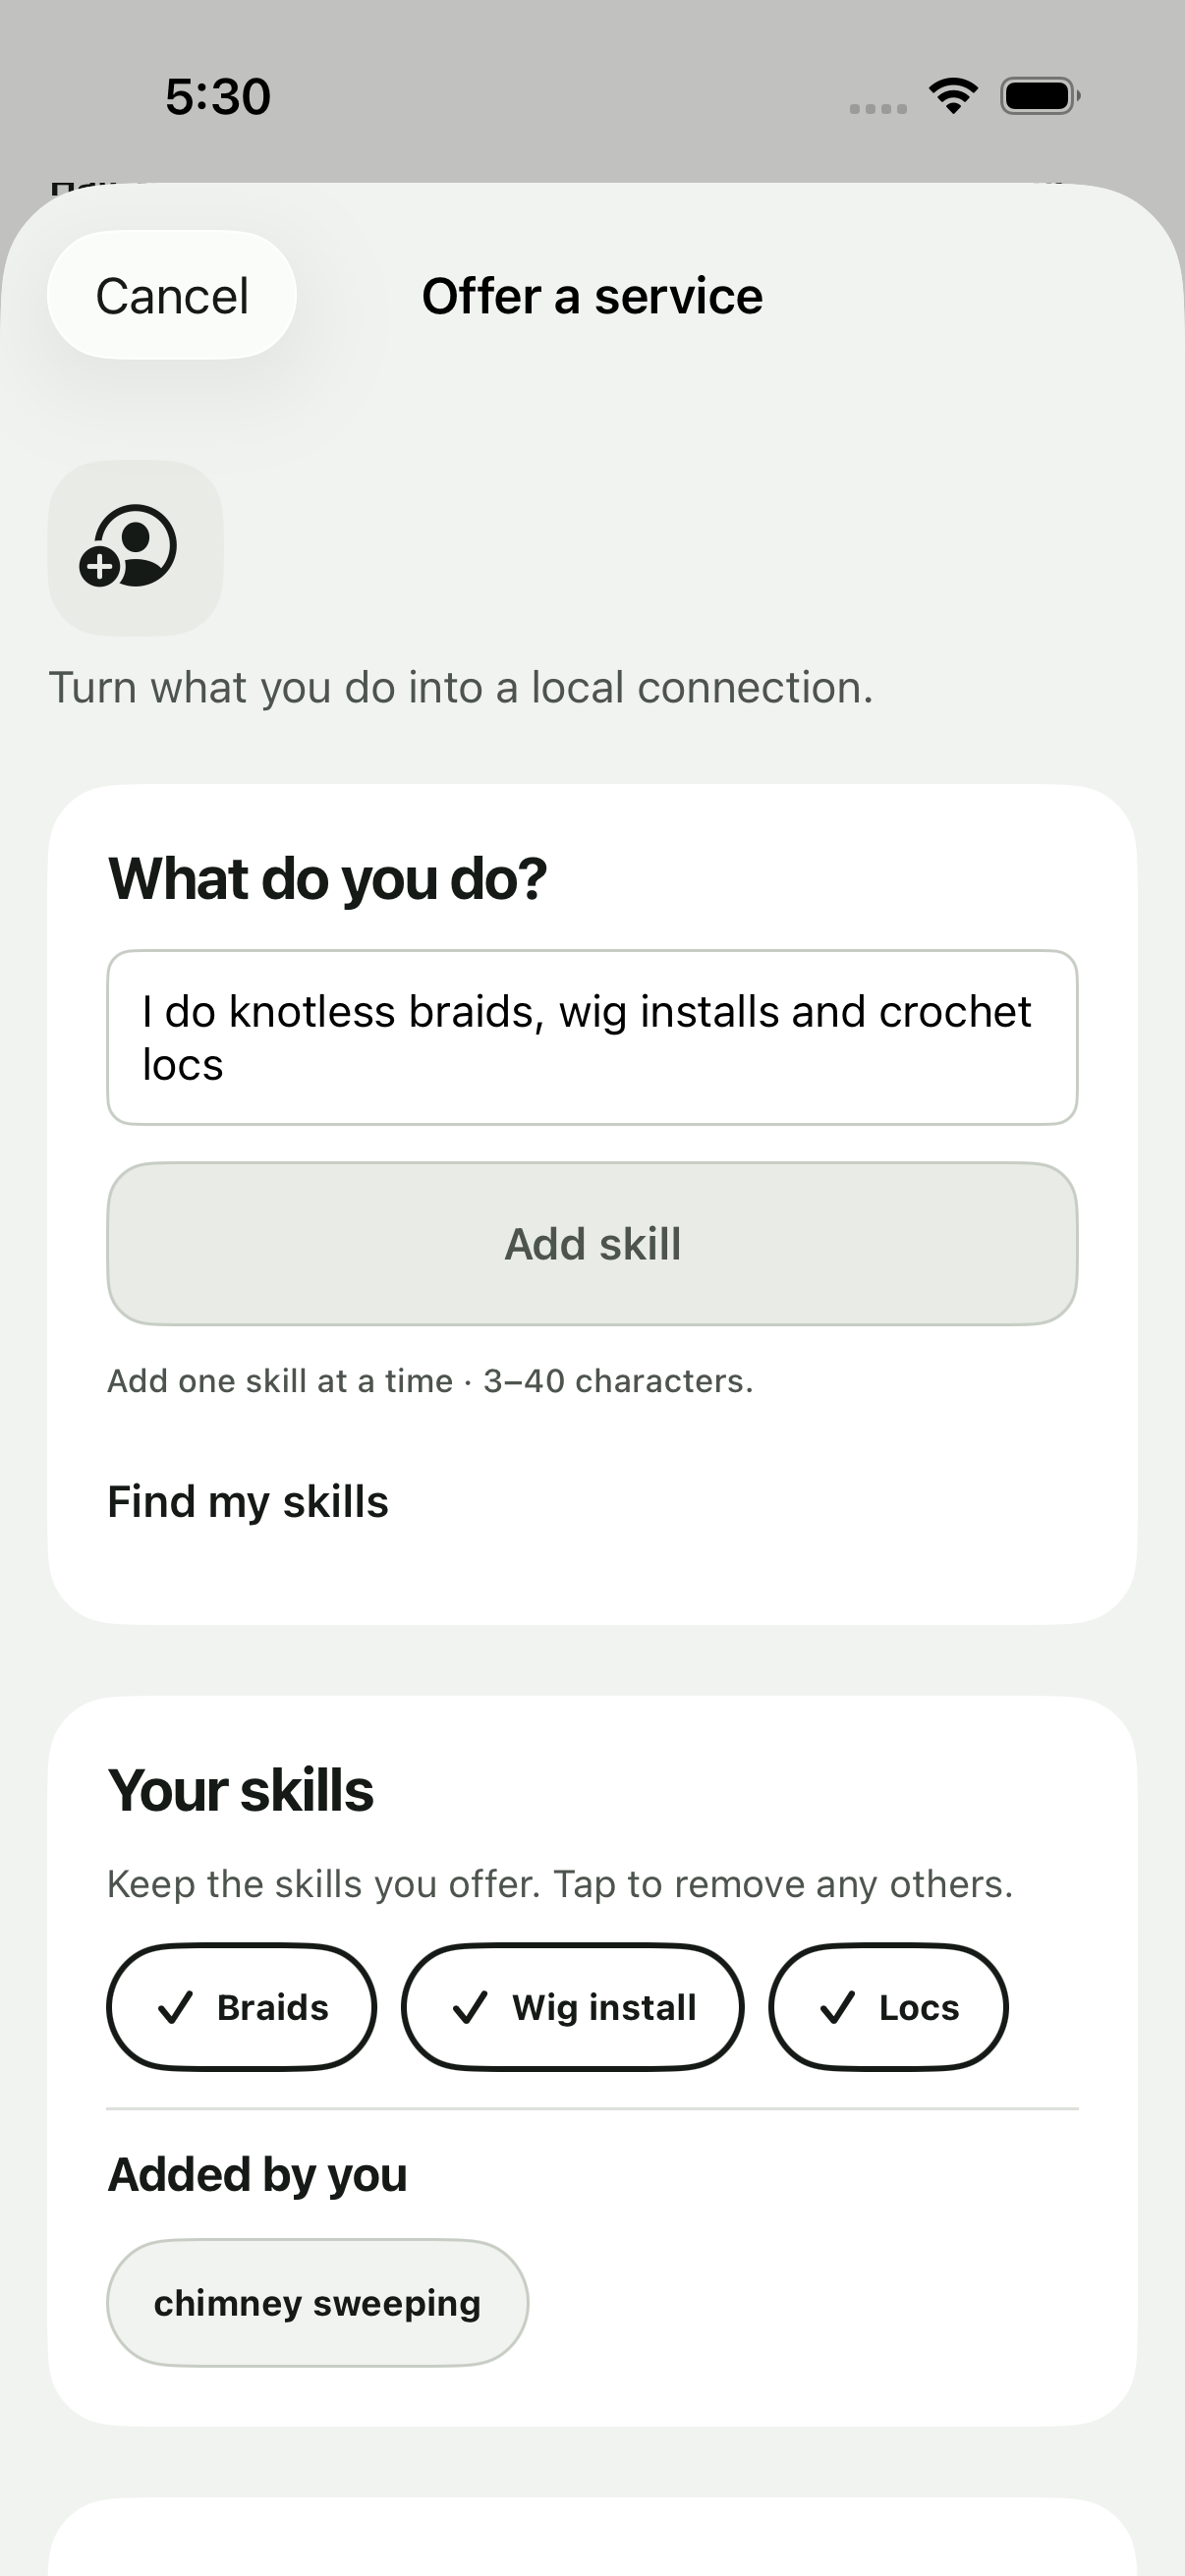 5:30
Cancel
Offer a service
Turn what you do into a local connection.
What do you do?
I do knotless braids, wig installs and crochet
locs
Add skill
Add one skill at a time · 3–40 characters.
Find my skills
Your skills
Keep the skills you offer. Tap to remove any others.
Braids
Wig install
Locs
Added by you
chimney sweeping